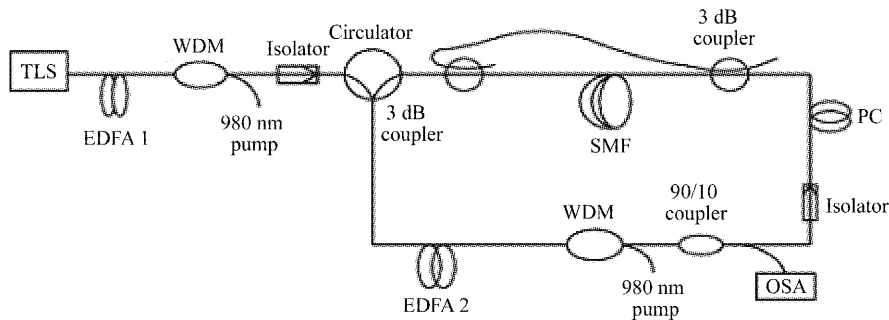 TLS
EDFA 1
WDM
980 nm
pump
Isolator
Circulator
3 dB
coupler
SMF
3 dB
coupler
PC
Isolator
90/10
coupler
OSA
WDM
980 nm
pump
EDFA 2